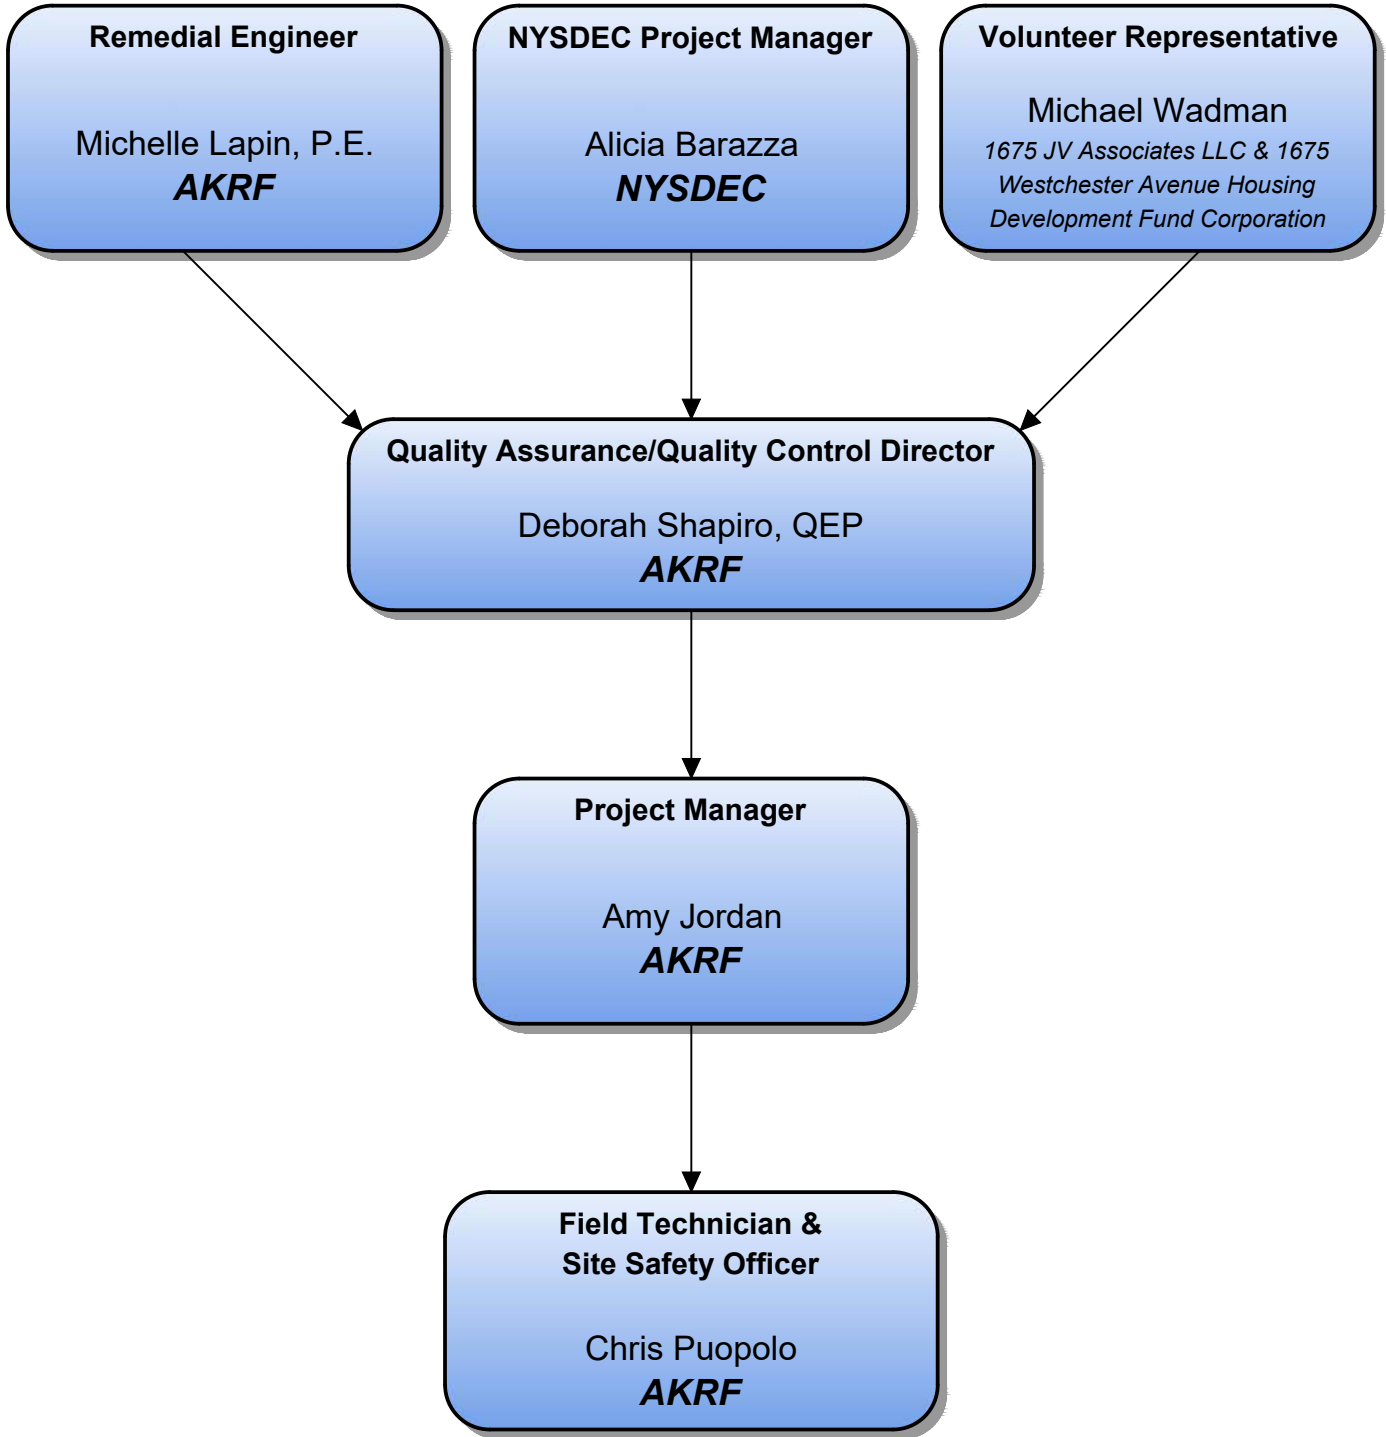 Remedial Engineer
Michelle Lapin, P.E.
AKRF
NYSDEC Project Manager
Alicia Barazza
NYSDEC
Volunteer Representative
Michael Wadman
1675 JV Associates LLC & 1675
Westchester Avenue Housing
Development Fund Corporation
Quality Assurance/Quality Control Director
Deborah Shapiro, QEP
AKRF
Project Manager
Amy Jordan
AKRF
Field Technician &
Site Safety Officer
Chris Puopolo
AKRF